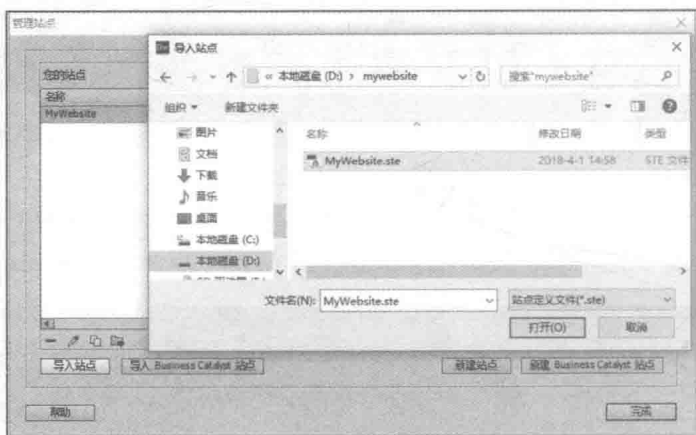 管理站点
Dw 导入站点
« 本地磁盘 (D:) › mywebsite
搜索"mywebsite"
组织
新建文件夹
您的站点
名称
MyWebsite
图片
文档
下载
音乐
桌面
本地磁盘 (C:)
本地磁盘 (D:)
名称
修改日期
类型
MyWebsite.ste
2018-4-1 14:58
STE 文件
文件名(N):
MyWebsite.ste
站点定义文件(*.ste)
打开(O)
取消
导入站点
导入 Business Catalyst 站点
新建站点
新建 Business Catalyst 站点
帮助
完成